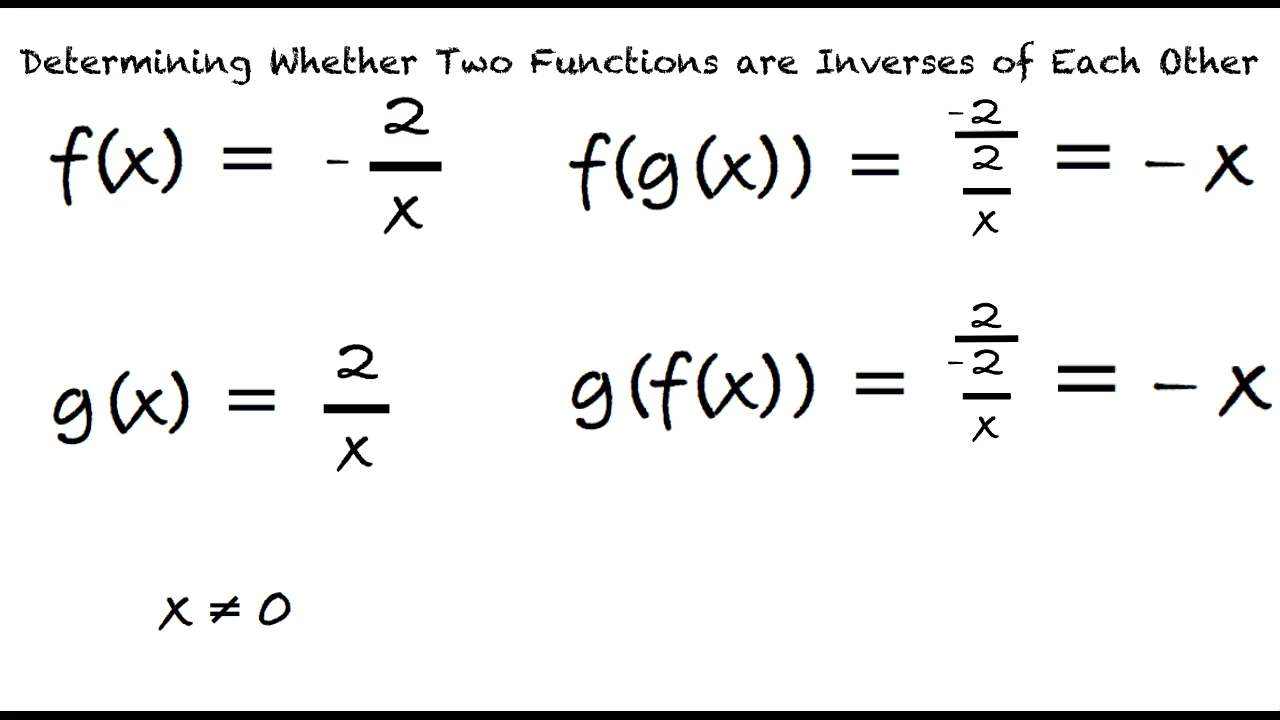 Determining Whether Two Functions are Inverses of Each Other
f(x) = - 2/x
f(g(x)) = -2/(2/x) = - x
g(x) = 2/x
g(f(x)) = 2/(-2/x) = - x
x ≠ 0